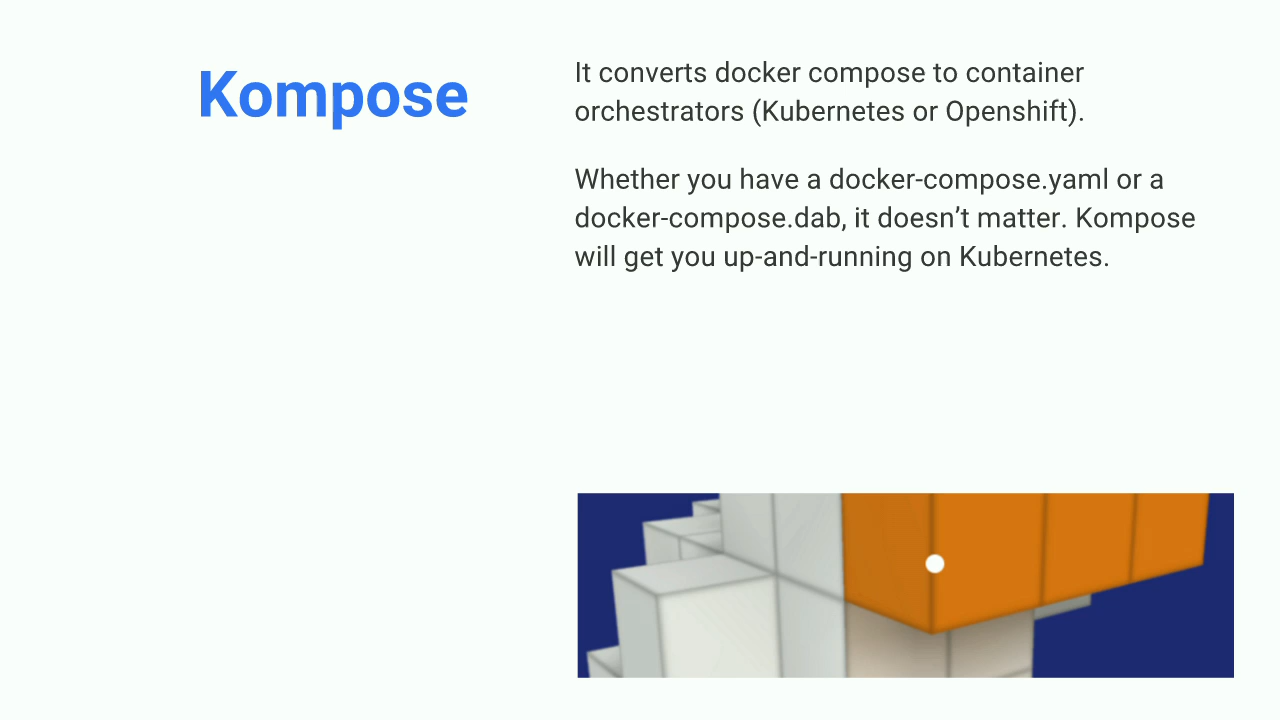 Kompose
It converts docker compose to container
orchestrators (Kubernetes or Openshift).
Whether you have a docker-compose.yaml or a
docker-compose.dab, it doesn’t matter. Kompose
will get you up-and-running on Kubernetes.